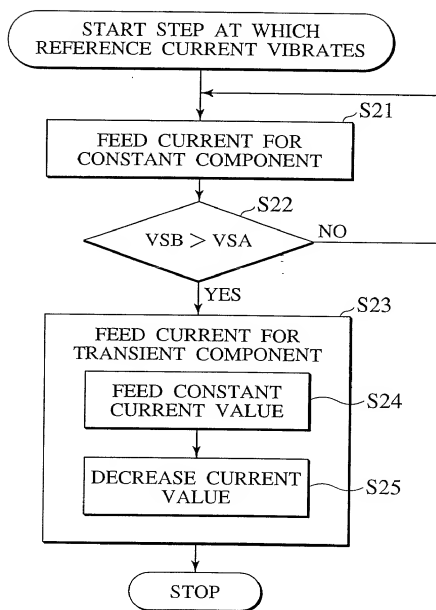 START STEP AT WHICH
REFERENCE CURRENT VIBRATES
S21
FEED CURRENT FOR
CONSTANT COMPONENT
S22
VSB > VSA
NO
YES
S23
FEED CURRENT FOR
TRANSIENT COMPONENT
FEED CONSTANT
CURRENT VALUE
S24
DECREASE CURRENT
VALUE
S25
STOP